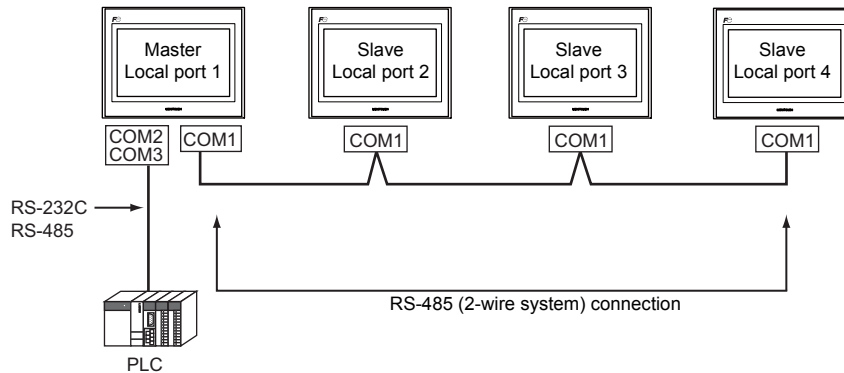 Master
Local port 1
Slave
Local port 2
Slave
Local port 3
Slave
Local port 4
COM2
COM3
COM1
COM1
COM1
COM1
RS-232C
RS-485
RS-485 (2-wire system) connection
PLC